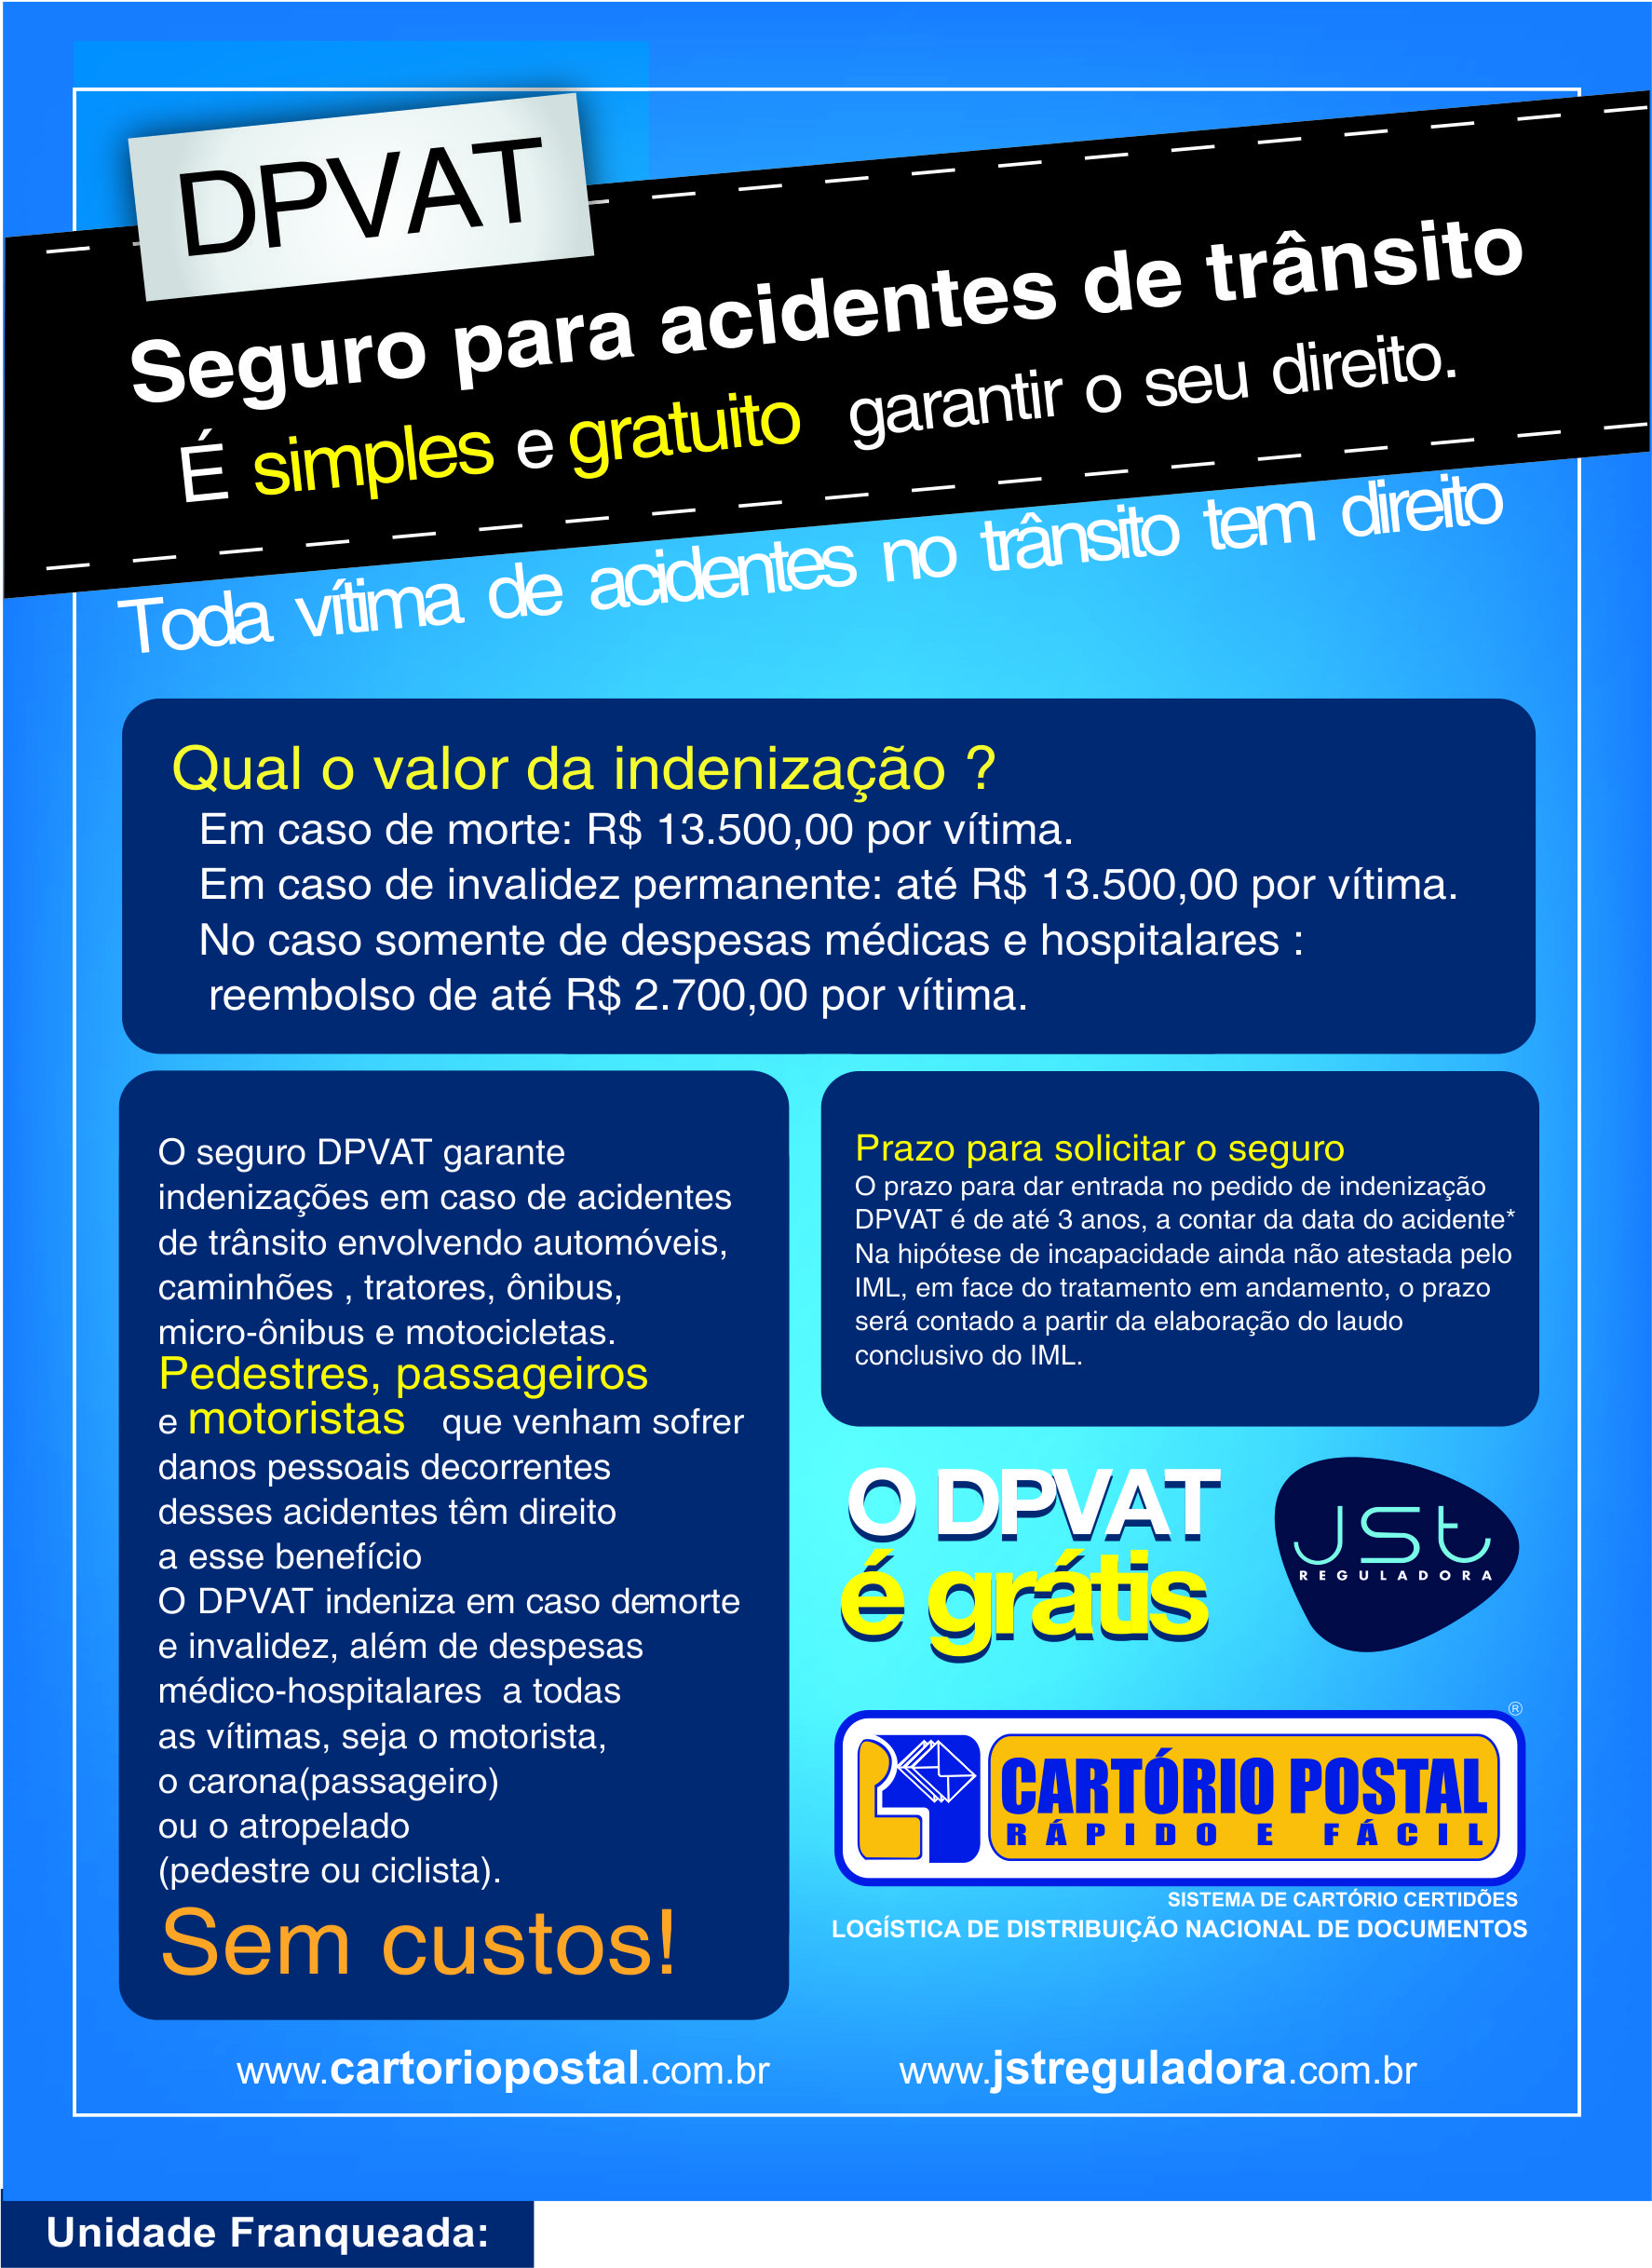 DPVAT
Seguro para acidentes de trânsito
É simples e gratuito garantir o seu direito.
Toda vítima de acidentes no trânsito tem direito
Qual o valor da indenização ?
Em caso de morte: R$ 13.500,00 por vítima.
Em caso de invalidez permanente: até R$ 13.500,00 por vítima.
No caso somente de despesas médicas e hospitalares :
reembolso de até R$ 2.700,00 por vítima.
O seguro DPVAT garante
indenizações em caso de acidentes
de trânsito envolvendo automóveis,
caminhões , tratores, ônibus,
micro-ônibus e motocicletas.
Pedestres, passageiros
e motoristas que venham sofrer
danos pessoais decorrentes
desses acidentes têm direito
a esse benefício
O DPVAT indeniza em caso demorte
e invalidez, além de despesas
médico-hospitalares a todas
as vítimas, seja o motorista,
o carona(passageiro)
ou o atropelado
(pedestre ou ciclista).
Sem custos!
Prazo para solicitar o seguro
O prazo para dar entrada no pedido de indenização
DPVAT é de até 3 anos, a contar da data do acidente*
Na hipótese de incapacidade ainda não atestada pelo
IML, em face do tratamento em andamento, o prazo
será contado a partir da elaboração do laudo
conclusivo do IML.
O DPVAT
é grátis
JSt
REGULADORA
®
CARTÓRIO POSTAL
RÁPIDO E FÁCIL
SISTEMA DE CARTÓRIO CERTIDÕES
LOGÍSTICA DE DISTRIBUIÇÃO NACIONAL DE DOCUMENTOS
www.cartoriopostal.com.br
www.jstreguladora.com.br
Unidade Franqueada: